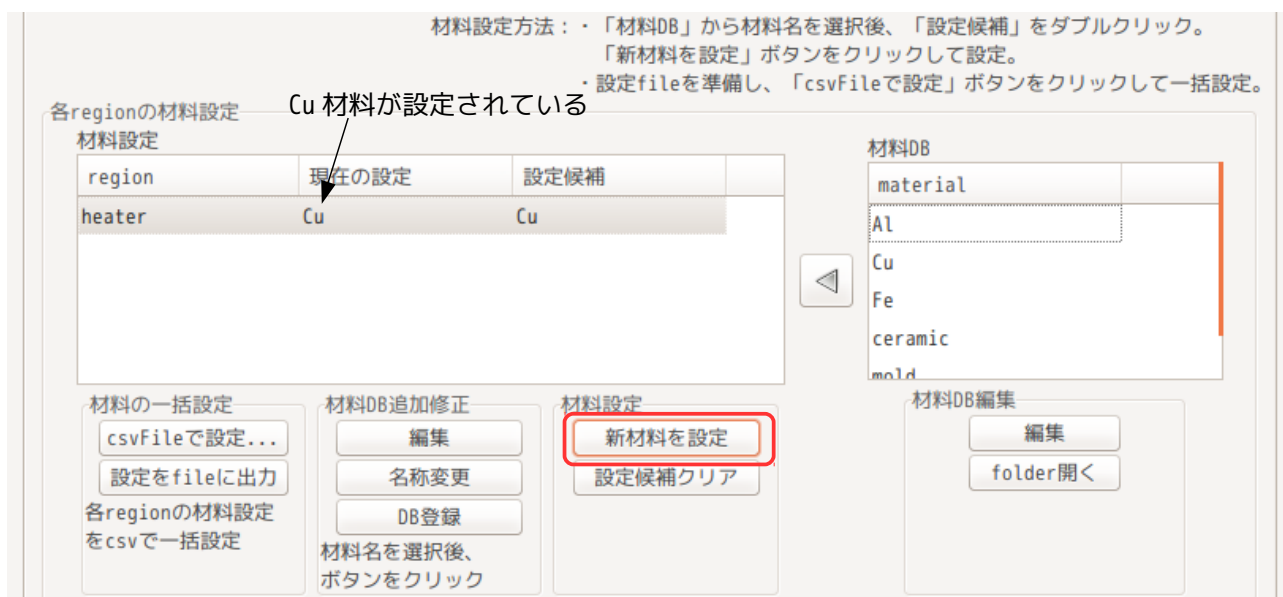 材料設定方法：・「材料DB」から材料名を選択後、「設定候補」をダブルクリック。
「新材料を設定」ボタンをクリックして設定。
・設定fileを準備し、「csvFileで設定」ボタンをクリックして一括設定。
各regionの材料設定
Cu 材料が設定されている
材料設定
region 現在の設定 設定候補
heater Cu Cu
材料DB
material
Al
Cu
Fe
ceramic
mold
材料の一括設定
csvFileで設定...
設定をfileに出力
各regionの材料設定
をcsvで一括設定
材料DB追加修正
編集
名称変更
DB登録
材料名を選択後、
ボタンをクリック
材料設定
新材料を設定
設定候補クリア
材料DB編集
編集
folder開く